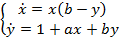 ẋ = x(b − y)
ẏ = 1 + ax + by